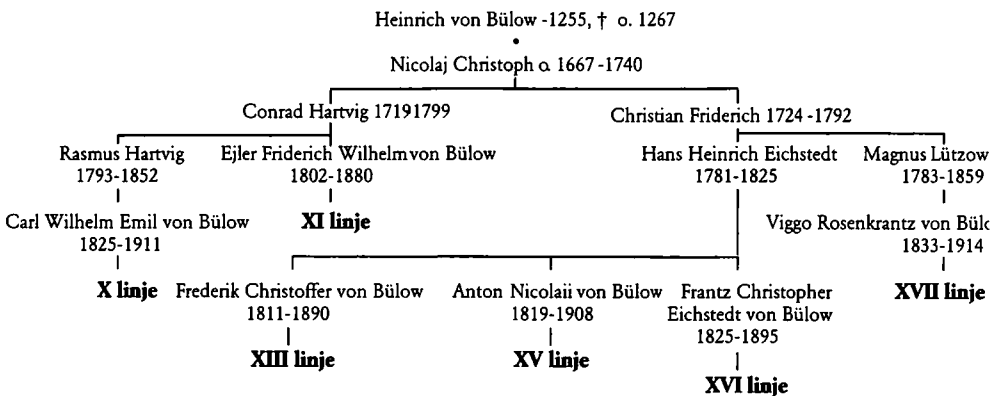 Heinrich von Bülow -1255, † o. 1267
Nicolaj Christoph o. 1667 -1740
Conrad Hartvig 17191799
Christian Friderich 1724 -1792
Rasmus Hartvig
1793-1852
Ejler Friderich Wilhelm von Bülow
1802-1880
Hans Heinrich Eichstedt
1781-1825
Magnus Lützow
1783-1859
Carl Wilhelm Emil von Bülow
1825-1911
XI linje
Viggo Rosenkrantz von Bülc
1833-1914
X linje
Frederik Christoffer von Bülow
1811-1890
Anton Nicolaii von Bülow
1819-1908
Frantz Christopher
Eichstedt von Bülow
1825-1895
XVII linje
XIII linje
XV linje
XVI linje